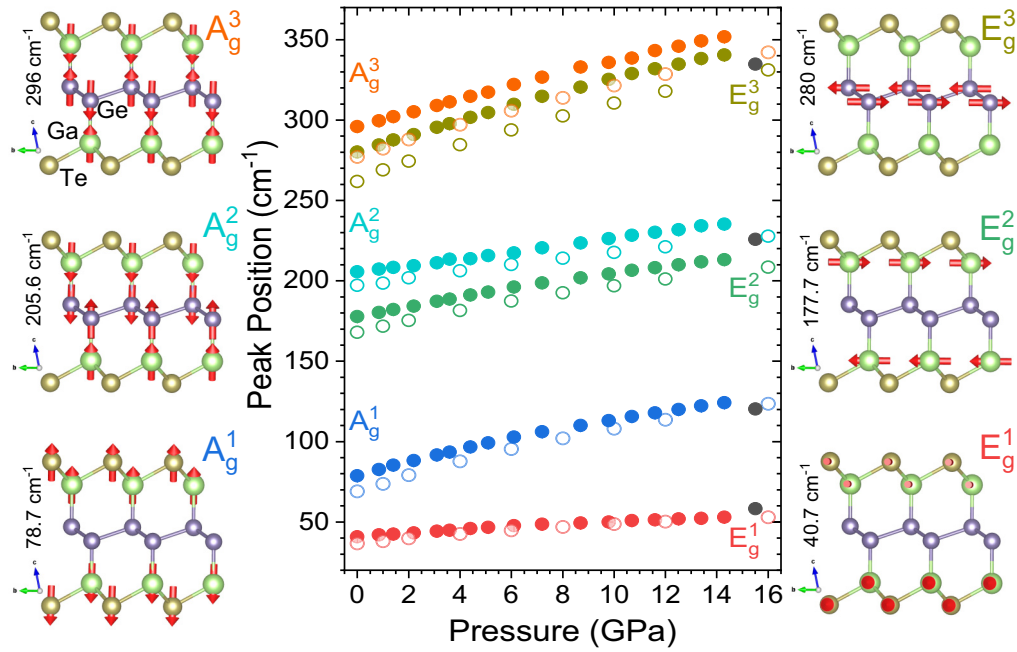 296 cm⁻¹
A_g^3
Ge
Ga
Te
c
b
205.6 cm⁻¹
A_g^2
c
b
78.7 cm⁻¹
A_g^1
c
b
Peak Position (cm⁻¹)
350
300
250
200
150
100
50
A_g^3
E_g^3
A_g^2
E_g^2
A_g^1
E_g^1
0 2 4 6 8 10 12 14 16
Pressure (GPa)
280 cm⁻¹
E_g^3
c
b
177.7 cm⁻¹
E_g^2
c
b
40.7 cm⁻¹
E_g^1
c
b